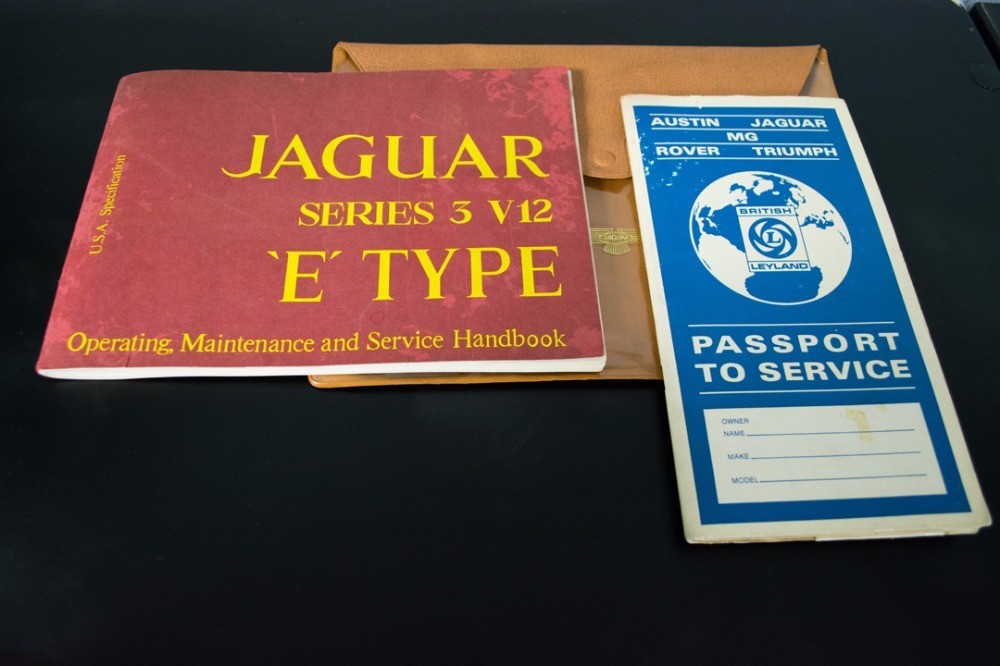 U.S.A. Specification
JAGUAR
SERIES 3 V12
'E' TYPE
Operating, Maintenance and Service Handbook
JAGUAR
AUSTIN JAGUAR
MG
ROVER TRIUMPH
BRITISH
L
LEYLAND
PASSPORT
TO SERVICE
OWNER
NAME
MAKE
MODEL